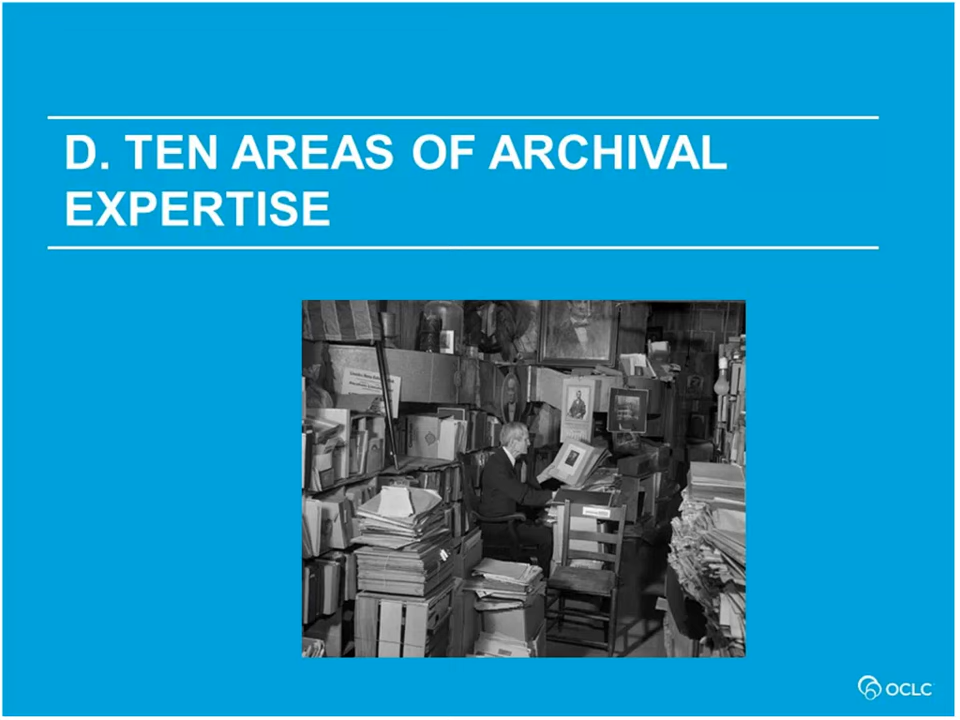 D. TEN AREAS OF ARCHIVAL
EXPERTISE
OCLC